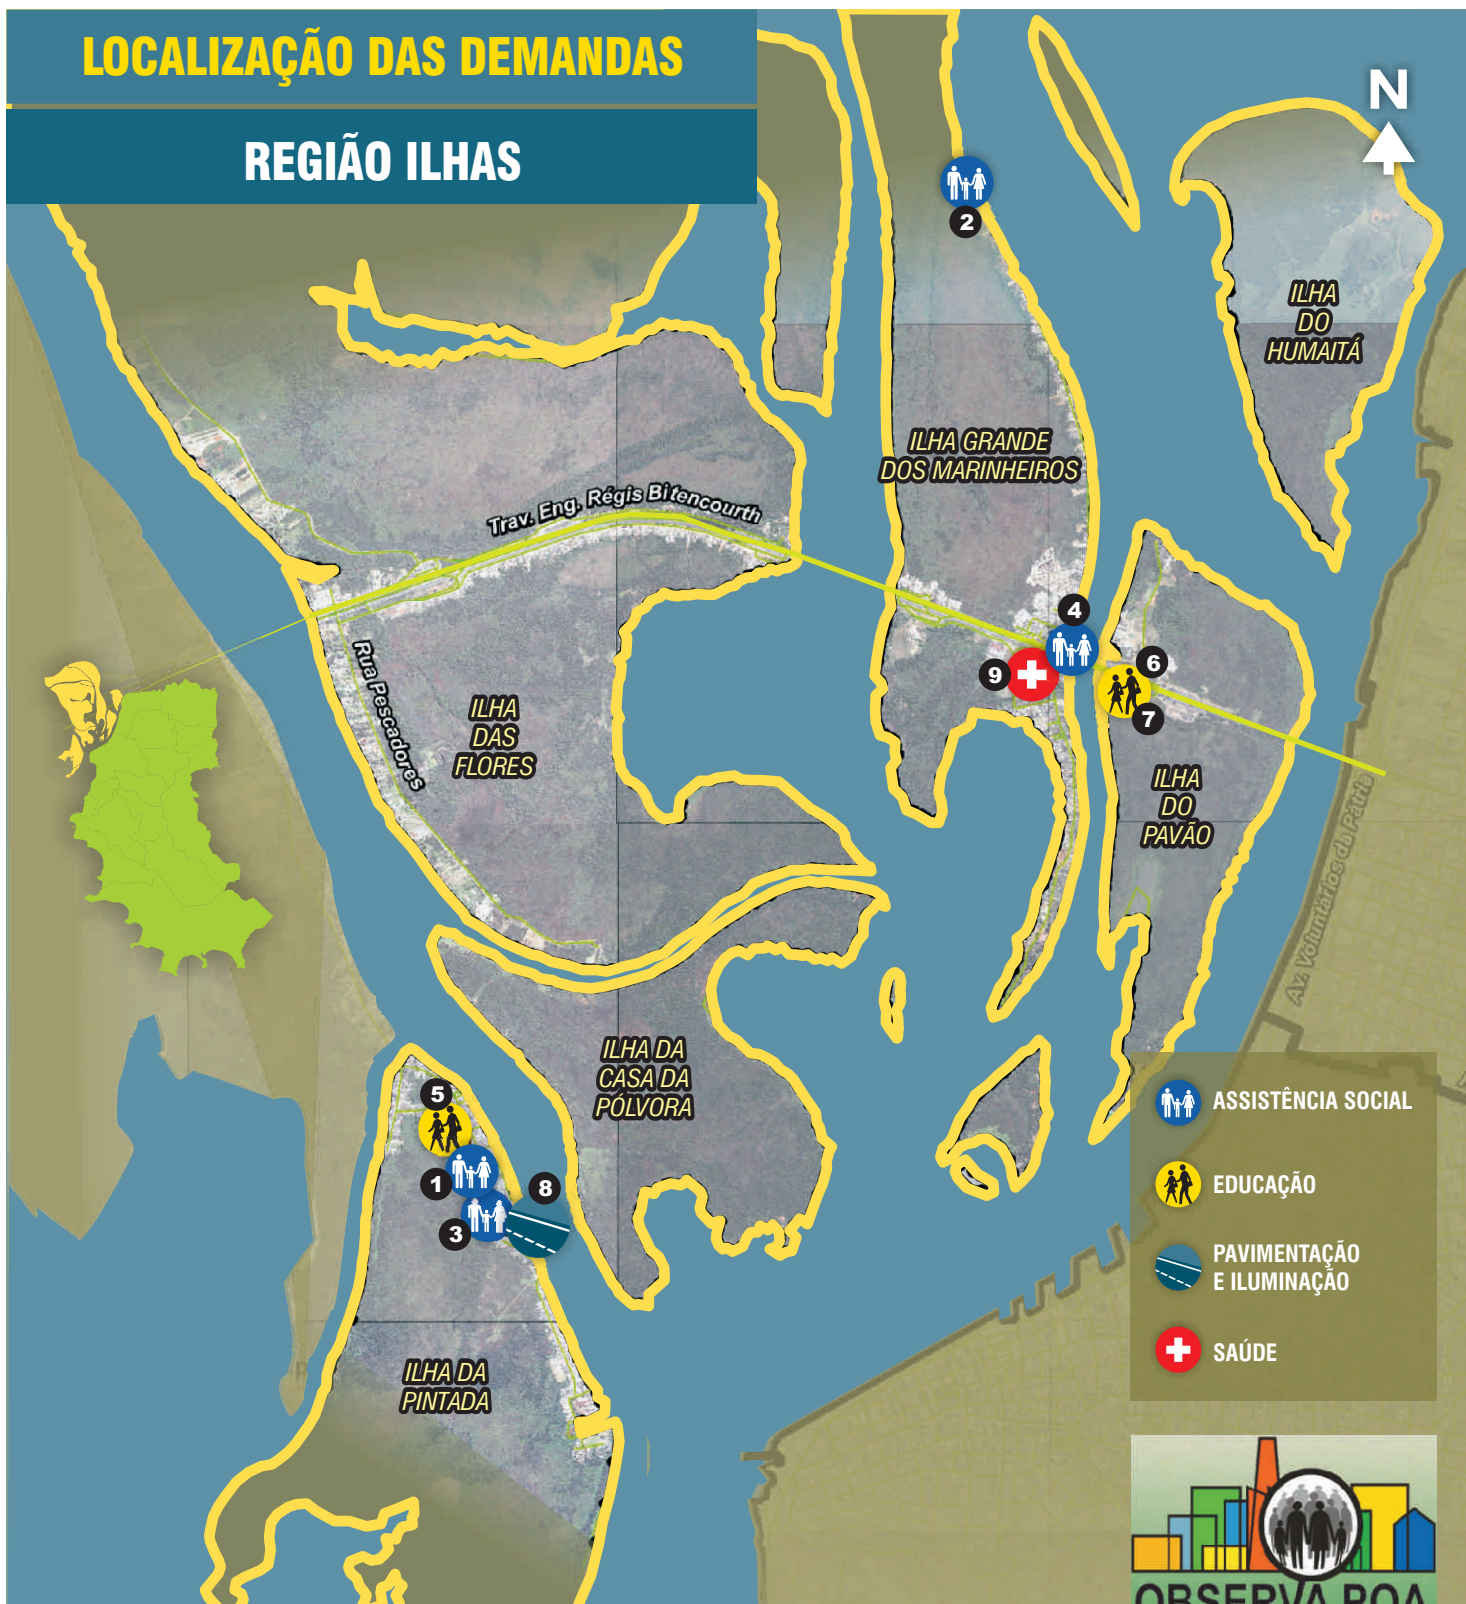 LOCALIZAÇÃO DAS DEMANDAS
REGIÃO ILHAS
N
2
ILHA
DO
HUMAITÁ
ILHA GRANDE
DOS MARINHEIROS
Trav. Eng. Régis Bitencourth
4
6
9
7
Rua Pescadores
ILHA
DAS
FLORES
ILHA
DO
PAVÃO
Av. Voluntários da Pátria
ILHA DA
CASA DA
PÓLVORA
5
1
8
3
ILHA DA
PINTADA
ASSISTÊNCIA SOCIAL
EDUCAÇÃO
PAVIMENTAÇÃO
E ILUMINAÇÃO
SAÚDE
OBSERVA POA